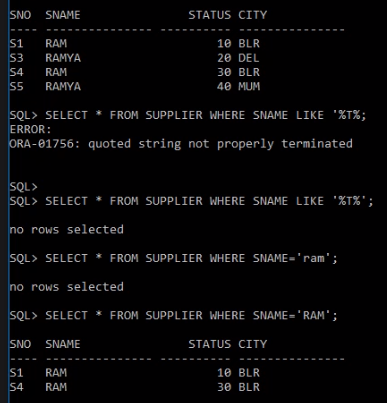 SNO  SNAME               STATUS CITY
---- --------------- ---------- ---------------
S1   RAM                     10 BLR
S3   RAMYA                   20 DEL
S4   RAM                     30 BLR
S5   RAMYA                   40 MUM
SQL> SELECT * FROM SUPPLIER WHERE SNAME LIKE '%T%;
ERROR:
ORA-01756: quoted string not properly terminated
SQL>
SQL> SELECT * FROM SUPPLIER WHERE SNAME LIKE '%T%';
no rows selected
SQL> SELECT * FROM SUPPLIER WHERE SNAME='ram';
no rows selected
SQL> SELECT * FROM SUPPLIER WHERE SNAME='RAM';
SNO  SNAME               STATUS CITY
---- --------------- ---------- ---------------
S1   RAM                     10 BLR
S4   RAM                     30 BLR